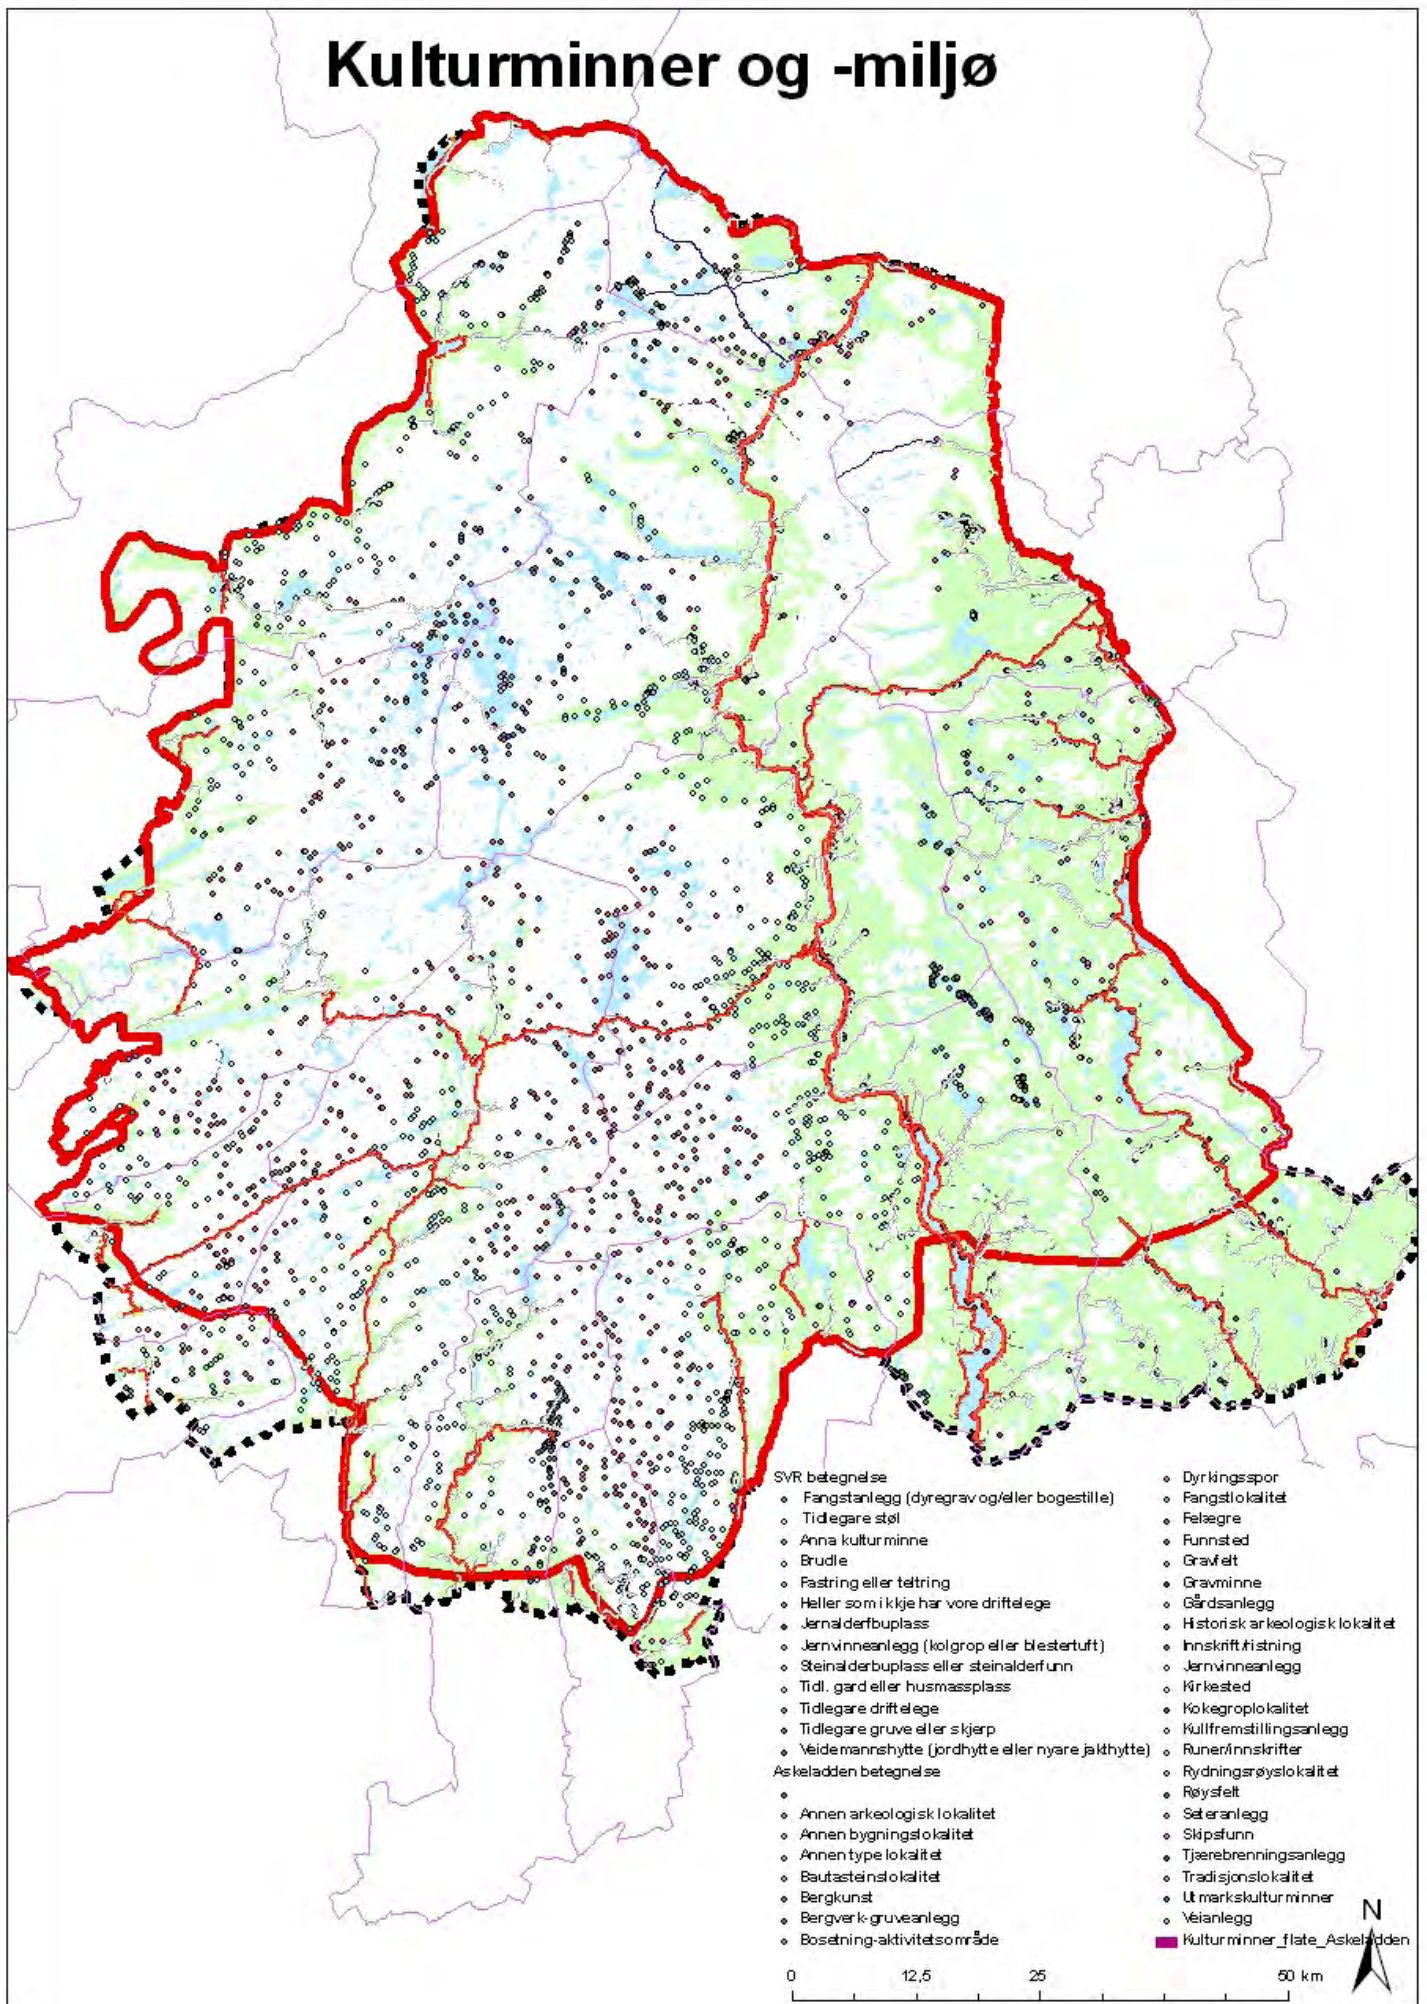 Kulturminner og -miljø
SVR betegnelse
Fangstanlegg (dyregrav og/eller bogestille)
Tidlegare støl
Anna kulturminne
Brudle
Fastring eller teltring
Heller som ikkje har vore driftelege
Jernalderfbuplass
Jernvinneanlegg (kolgrop eller blestertuft)
Steinalderbuplass eller steinalderfunn
Tidl. gard eller husmassplass
Tidlegare driftelege
Tidlegare gruve eller skjerp
Veidemannshytte (jordhytte eller nyare jakthytte)
Askeladden betegnelse
Annen arkeologisk lokalitet
Annen bygningslokalitet
Annen type lokalitet
Bautasteinslokalitet
Bergkunst
Bergverk-gruveanlegg
Bosetning-aktivitetsområde
Dyrkingsspor
Fangstlokalitet
Felægre
Funnsted
Gravfelt
Gravminne
Gårdsanlegg
Historisk arkeologisk lokalitet
Innskrift/ristning
Jernvinneanlegg
Kirkested
Kokegroplokalitet
Kullfremstillingsanlegg
Runer/innskrifter
Rydningsrøyslokalitet
Røysfelt
Seteranlegg
Skipsfunn
Tjærebrenningsanlegg
Tradisjonslokalitet
Utmarkskulturminner
Veianlegg
Kulturminner_flate_Askeladden
N
0 12,5 25 50 km